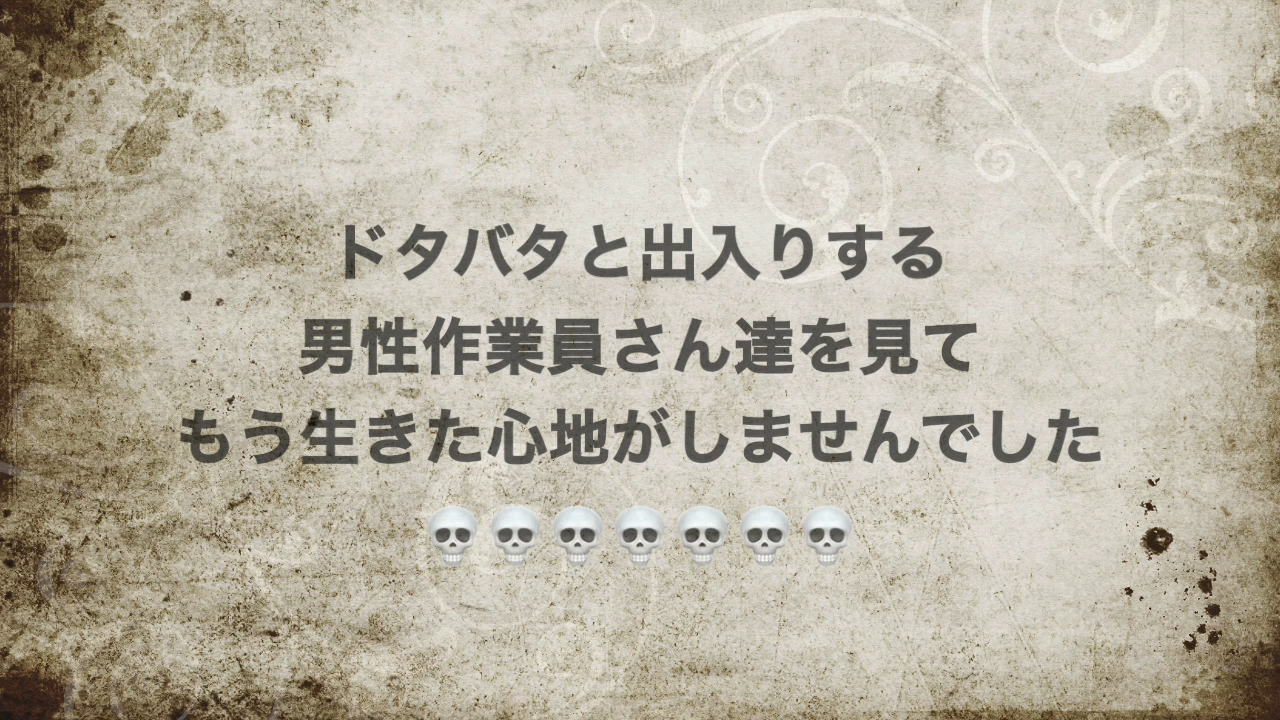 ドタバタと出入りする
男性作業員さん達を見て
もう生きた心地がしませんでした
💀💀💀💀💀💀💀